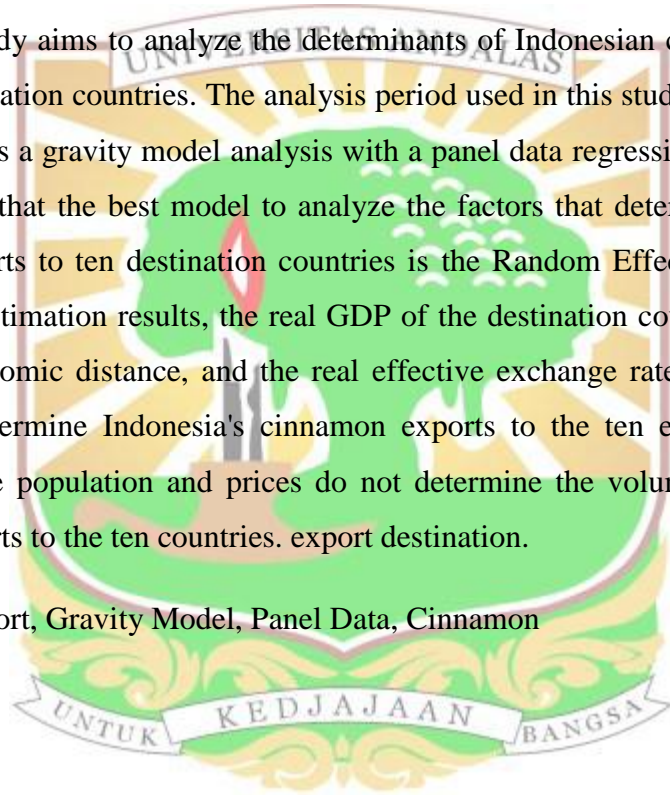 UNIVERSITAS ANDALAS
dy aims to analyze the determinants of Indonesian
ation countries. The analysis period used in this stud
s a gravity model analysis with a panel data regressi
that the best model to analyze the factors that deter
rts to ten destination countries is the Random Effec
timation results, the real GDP of the destination co
omic distance, and the real effective exchange rate
ermine Indonesia's cinnamon exports to the ten e
e population and prices do not determine the volu
rts to the ten countries. export destination.
ort, Gravity Model, Panel Data, Cinnamon
UNTUK KEDJAJAAN BANGSA